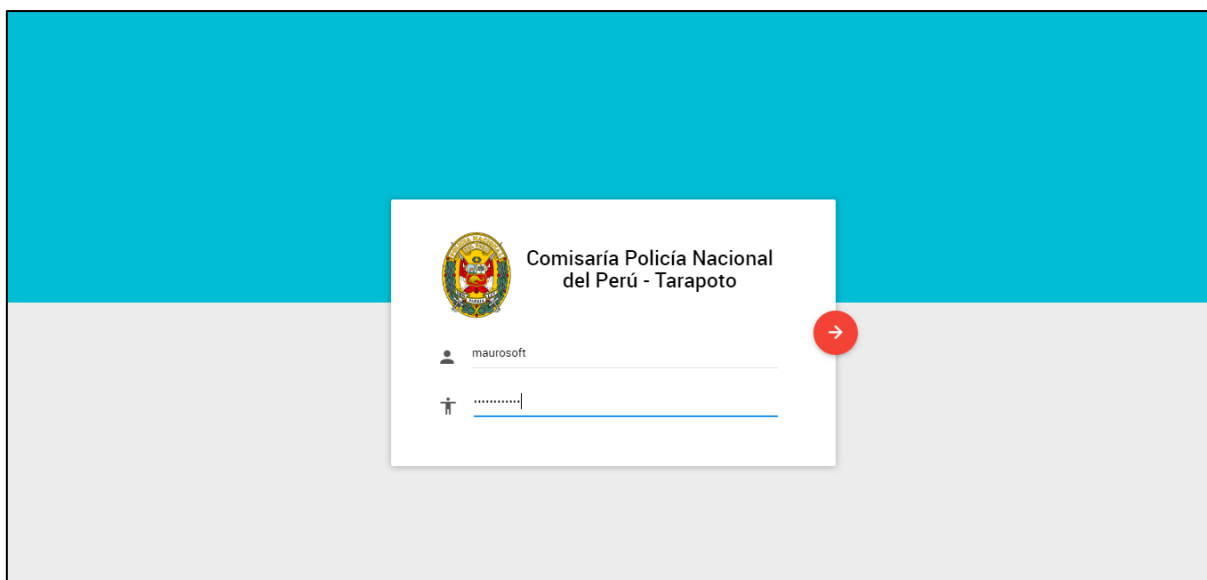 Comisaría Policía Nacional
del Perú - Tarapoto
maurosoft
............